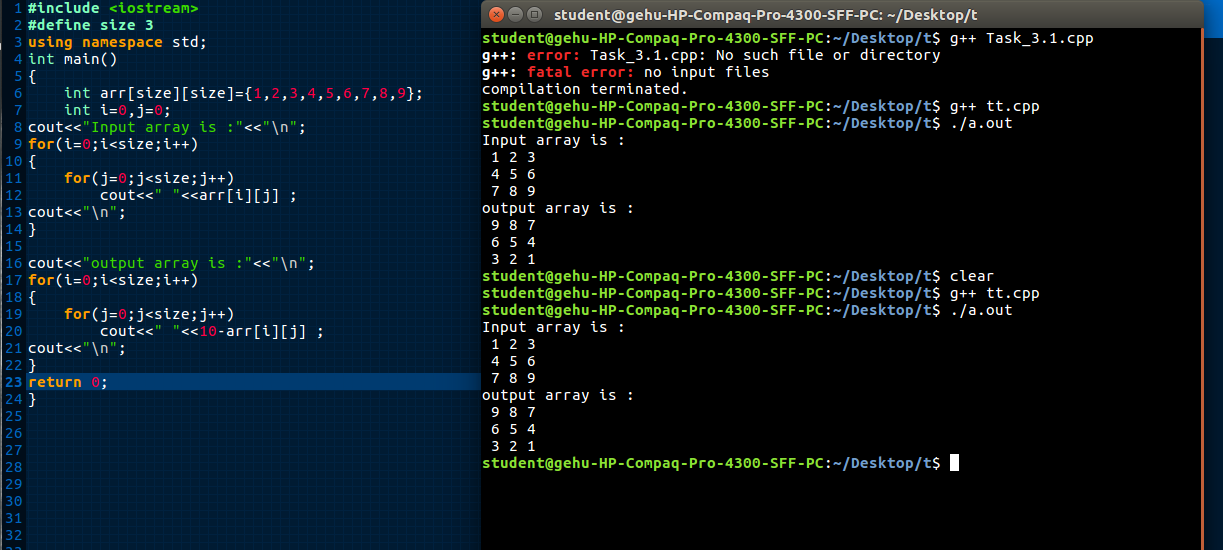 1 #include <iostream>
2 #define size 3
3 using namespace std;
4 int main()
5 {
6     int arr[size][size]={1,2,3,4,5,6,7,8,9};
7     int i=0,j=0;
8 cout<<"Input array is :"<<"\n";
9 for(i=0;i<size;i++)
10 {
11     for(j=0;j<size;j++)
12         cout<<" "<<arr[i][j] ;
13 cout<<"\n";
14 }
15
16 cout<<"output array is :"<<"\n";
17 for(i=0;i<size;i++)
18 {
19     for(j=0;j<size;j++)
20         cout<<" "<<10-arr[i][j] ;
21 cout<<"\n";
22 }
23 return 0;
24 }
25
26
27
28
29
30
31
32
student@gehu-HP-Compaq-Pro-4300-SFF-PC: ~/Desktop/t
student@gehu-HP-Compaq-Pro-4300-SFF-PC:~/Desktop/t$ g++ Task_3.1.cpp
g++: error: Task_3.1.cpp: No such file or directory
g++: fatal error: no input files
compilation terminated.
student@gehu-HP-Compaq-Pro-4300-SFF-PC:~/Desktop/t$ g++ tt.cpp
student@gehu-HP-Compaq-Pro-4300-SFF-PC:~/Desktop/t$ ./a.out
Input array is :
 1 2 3
 4 5 6
 7 8 9
output array is :
 9 8 7
 6 5 4
 3 2 1
student@gehu-HP-Compaq-Pro-4300-SFF-PC:~/Desktop/t$ clear
student@gehu-HP-Compaq-Pro-4300-SFF-PC:~/Desktop/t$ g++ tt.cpp
student@gehu-HP-Compaq-Pro-4300-SFF-PC:~/Desktop/t$ ./a.out
Input array is :
 1 2 3
 4 5 6
 7 8 9
output array is :
 9 8 7
 6 5 4
 3 2 1
student@gehu-HP-Compaq-Pro-4300-SFF-PC:~/Desktop/t$